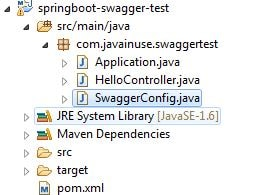 springboot-swagger-test
src/main/java
com.javainuse.swaggertest
Application.java
HelloController.java
SwaggerConfig.java
JRE System Library [JavaSE-1.6]
Maven Dependencies
src
target
pom.xml